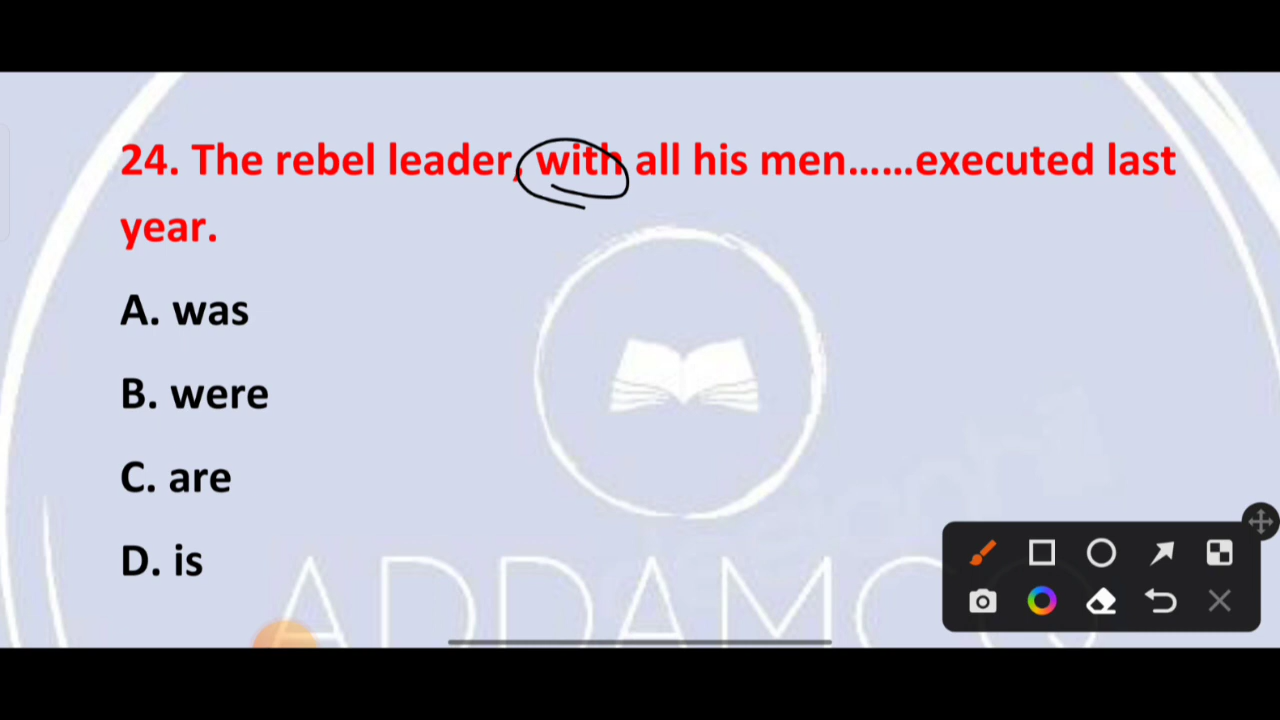 24. The rebel leader, with all his men......executed last
year.
A. was
B. were
C. are
D. is